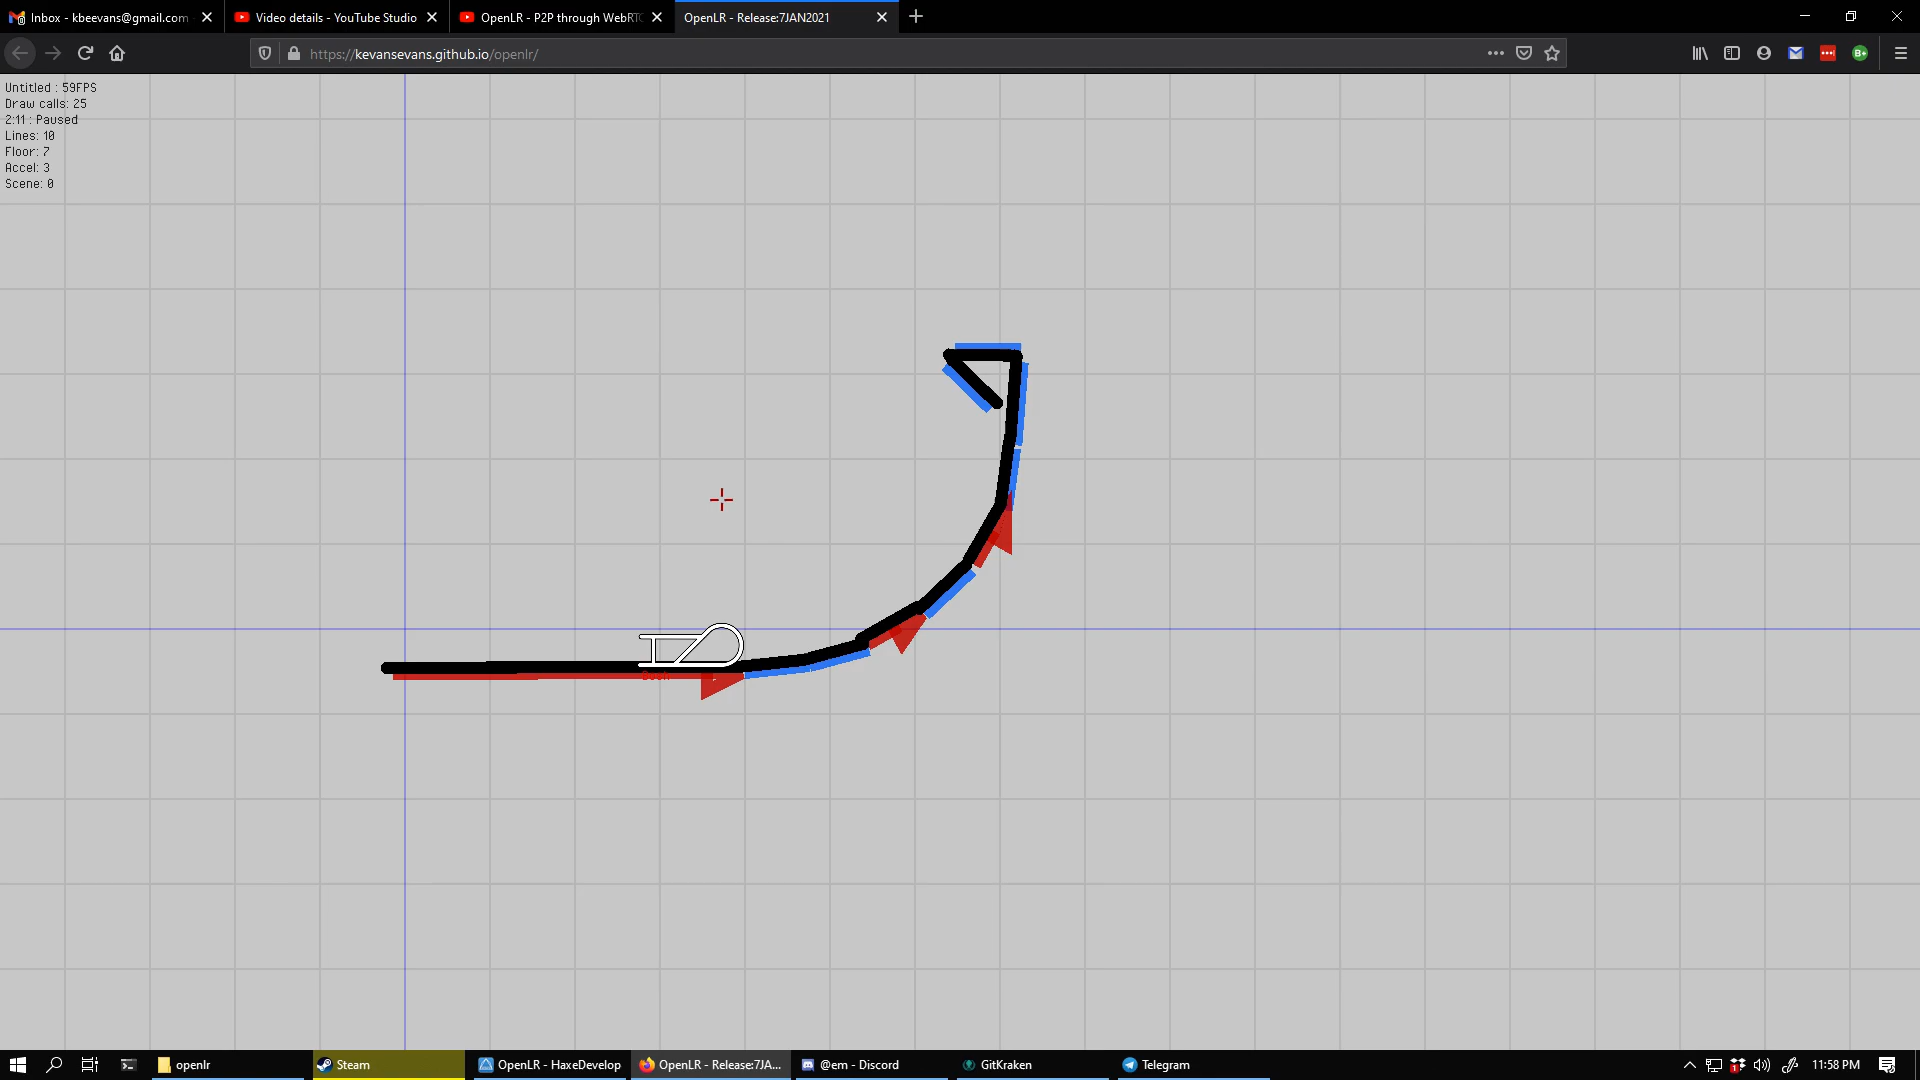 Inbox - kbeevans@gmail.com
Video details - YouTube Studio
OpenLR - P2P through WebRTC
OpenLR - Release:7JAN2021
https://kevansevans.github.io/openlr/
Untitled : 59FPS
Draw calls: 25
2:11 : Paused
Lines: 10
Floor: 7
Accel: 3
Scene: 0
openlr
Steam
OpenLR - HaxeDevelop
OpenLR - Release:7JA...
@em - Discord
GitKraken
Telegram
11:58 PM